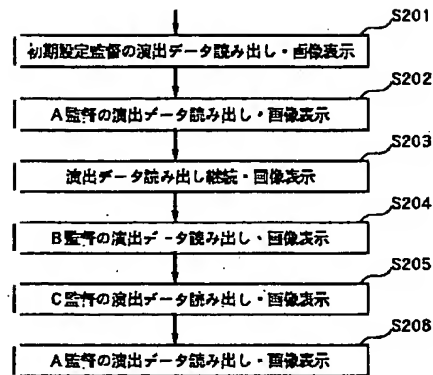 S201
初期設定監督の演出データ読み出し・画像表示
S202
A監督の演出データ読み出し・画像表示
S203
演出データ読み出し継続・画像表示
S204
B監督の演出データ読み出し・画像表示
S205
C監督の演出データ読み出し・画像表示
S206
A監督の演出データ読み出し・画像表示